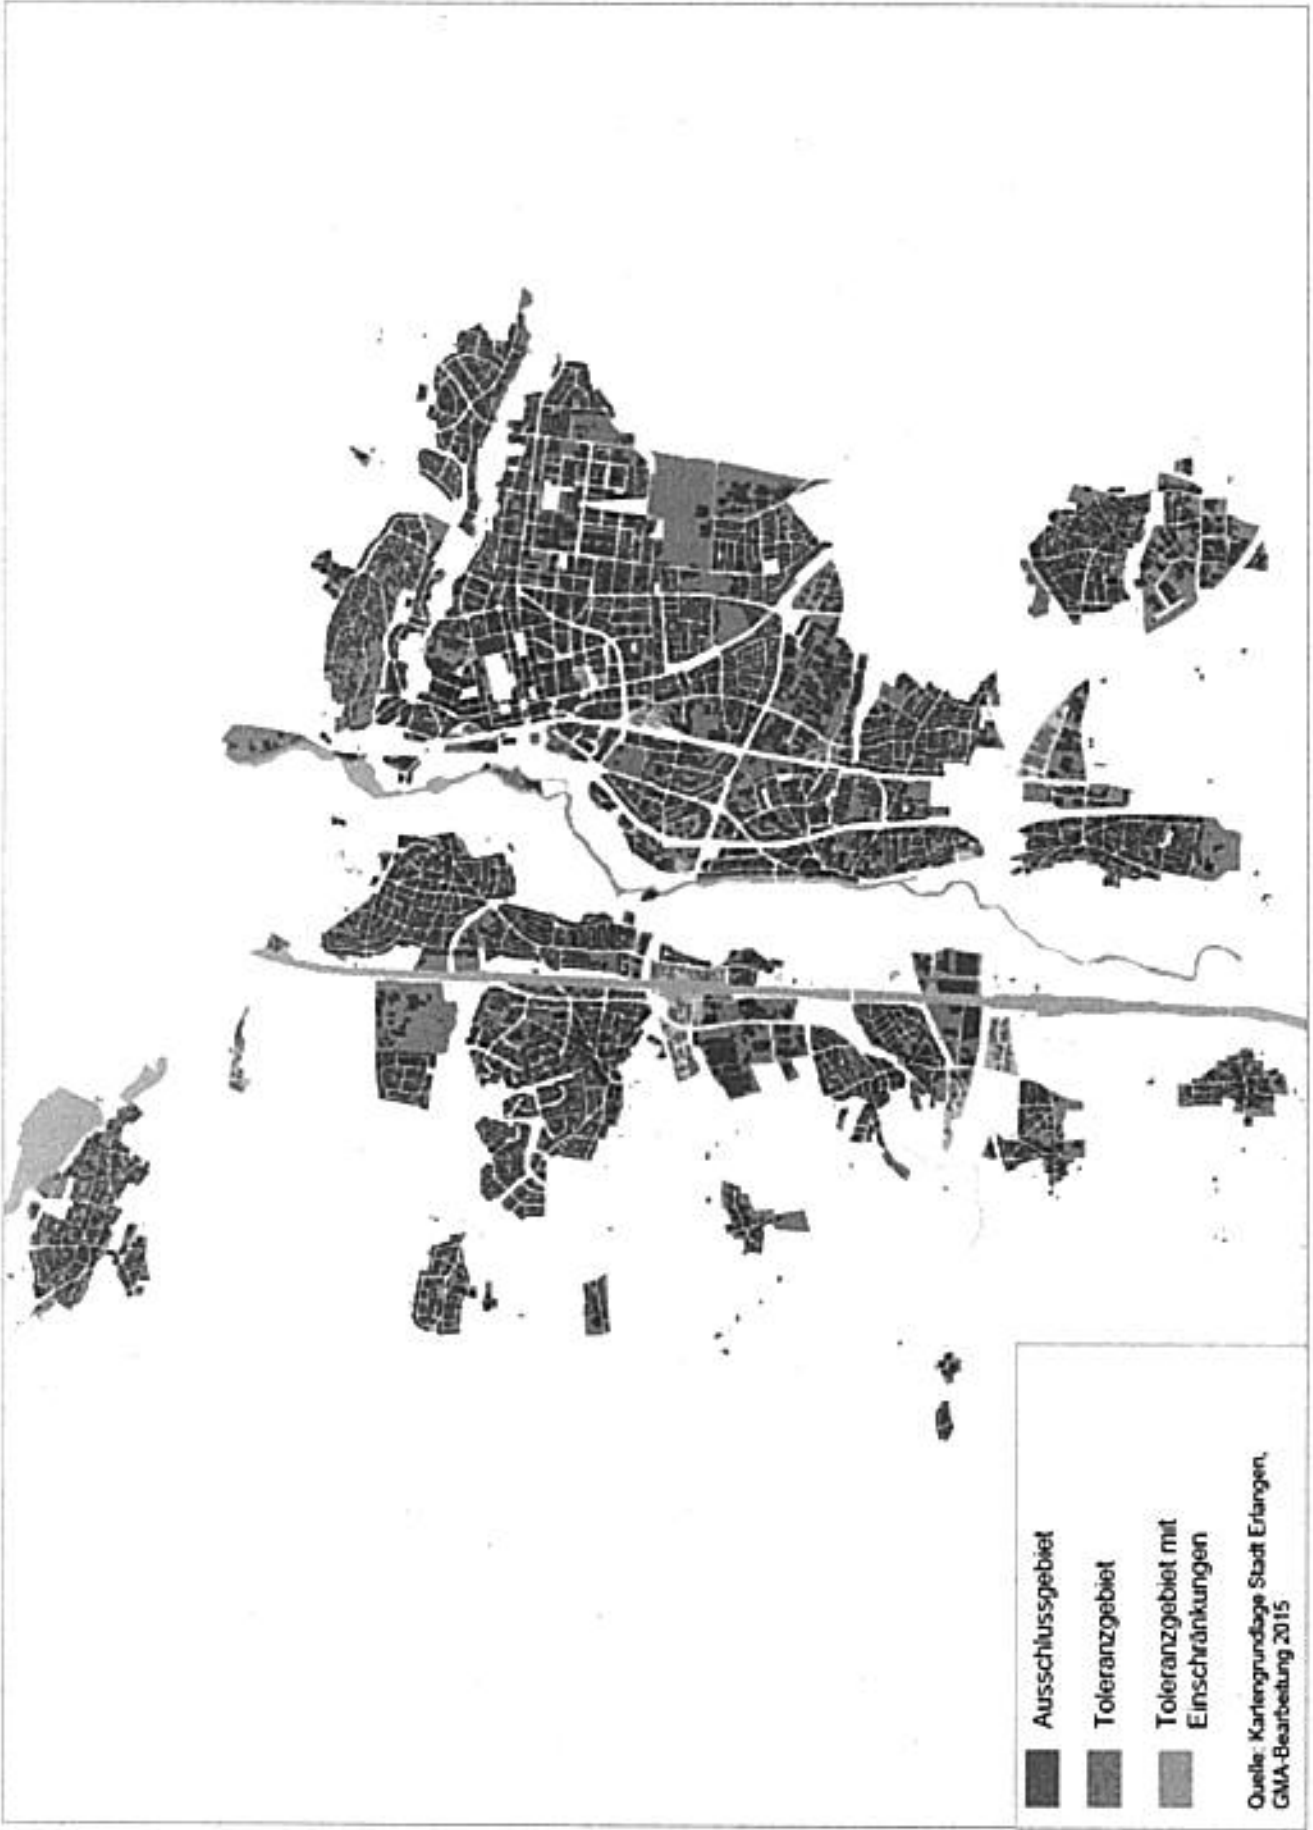 Ausschlussgebiet
Toleranzgebiet
Toleranzgebiet mit
Einschränkungen
Quelle: Kartengrundlage Stadt Erlangen,
GMA-Bearbeitung 2015